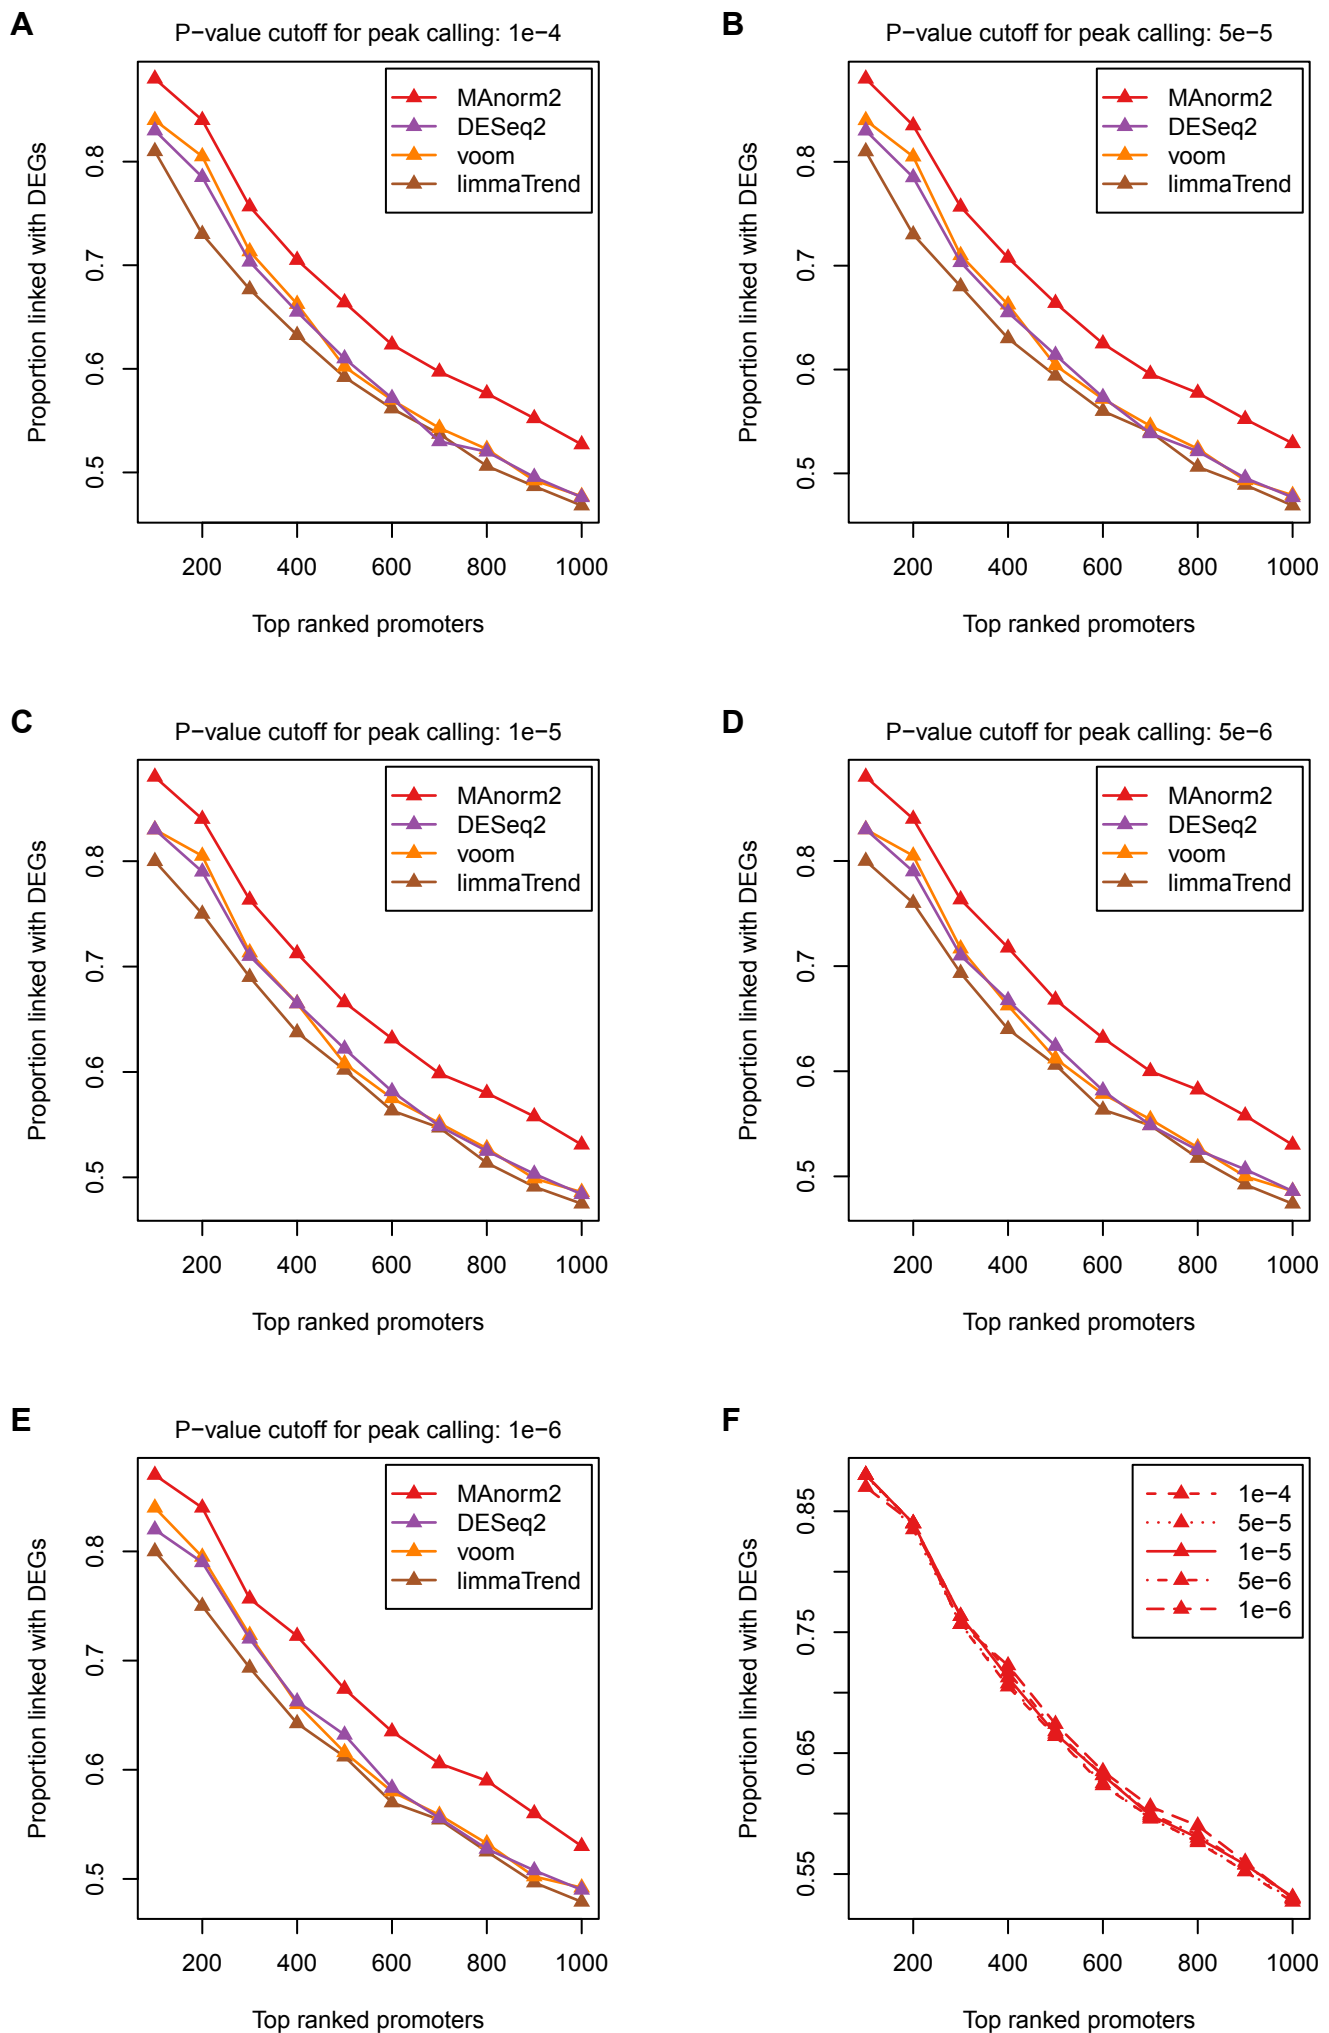 A
P−value cutoff for peak calling: 1e−4
MAnorm2
DESeq2
voom
limmaTrend
Proportion linked with DEGs
0.5 0.6 0.7 0.8
200 400 600 800 1000
Top ranked promoters
B
P−value cutoff for peak calling: 5e−5
MAnorm2
DESeq2
voom
limmaTrend
Proportion linked with DEGs
0.5 0.6 0.7 0.8
200 400 600 800 1000
Top ranked promoters
C
P−value cutoff for peak calling: 1e−5
MAnorm2
DESeq2
voom
limmaTrend
Proportion linked with DEGs
0.5 0.6 0.7 0.8
200 400 600 800 1000
Top ranked promoters
D
P−value cutoff for peak calling: 5e−6
MAnorm2
DESeq2
voom
limmaTrend
Proportion linked with DEGs
0.5 0.6 0.7 0.8
200 400 600 800 1000
Top ranked promoters
E
P−value cutoff for peak calling: 1e−6
MAnorm2
DESeq2
voom
limmaTrend
Proportion linked with DEGs
0.5 0.6 0.7 0.8
200 400 600 800 1000
Top ranked promoters
F
1e−4
5e−5
1e−5
5e−6
1e−6
Proportion linked with DEGs
0.55 0.65 0.75 0.85
200 400 600 800 1000
Top ranked promoters